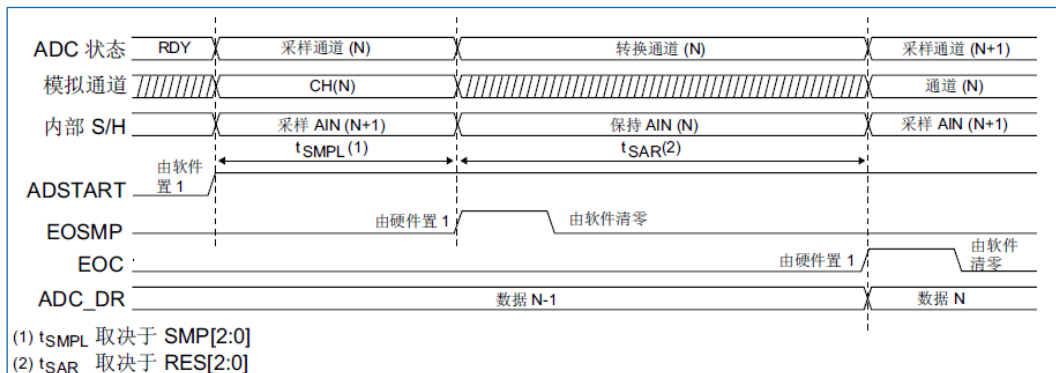 ADC 状态 RDY 采样通道 (N) 转换通道 (N) 采样通道 (N+1)
模拟通道 CH(N) 通道 (N)
内部 S/H 采样 AIN (N+1) 保持 AIN (N) 采样 AIN (N+1)
tSMPL(1) tSAR(2)
由软件
置 1
ADSTART
由硬件置 1 由软件清零
EOSMP
由硬件置 1 由软件
清零
EOC
ADC_DR 数据 N-1 数据 N
(1) tSMPL 取决于 SMP[2:0]
(2) tSAR 取决于 RES[2:0]